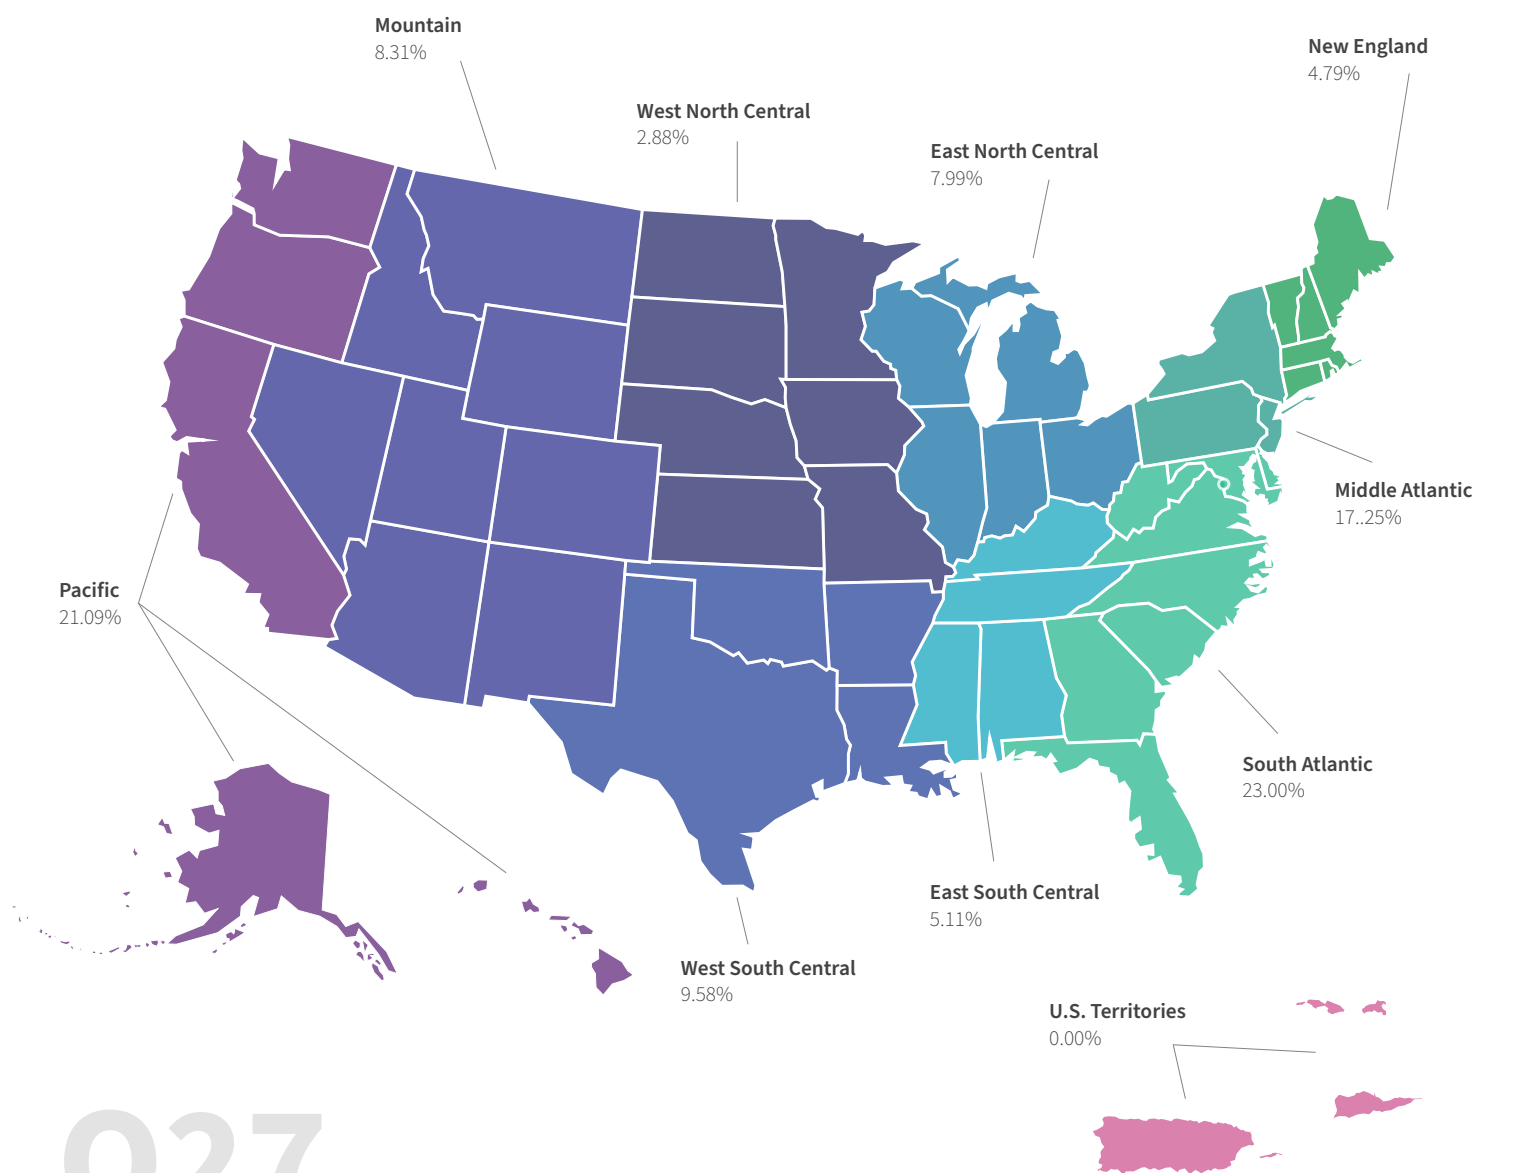 Mountain
8.31%
New England
4.79%
West North Central
2.88%
East North Central
7.99%
Middle Atlantic
17..25%
Pacific
21.09%
South Atlantic
23.00%
East South Central
5.11%
West South Central
9.58%
U.S. Territories
0.00%
Q27